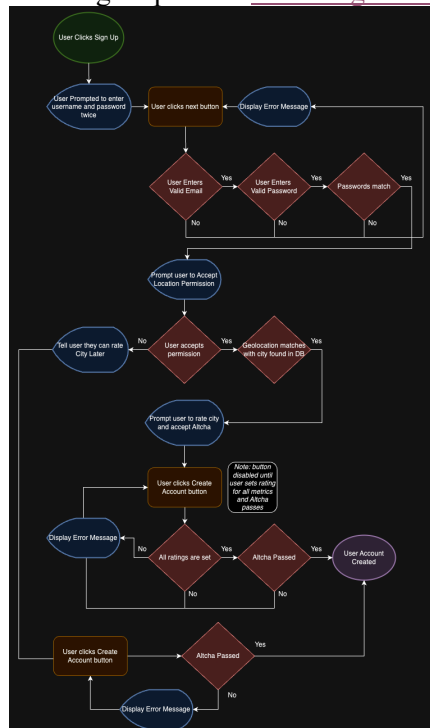 User Clicks Sign Up
User Prompted to enter
username and password
twice
User clicks next button
Display Error Message
User Enters
Valid Email
Yes
User Enters
Valid Password
Yes
Passwords match
Yes
No
No
No
Prompt user to Accept
Location Permission
Tell user they can rate
City Later
No
User accepts
permission
Yes
Geolocation matches
with city found in DB
Yes
Prompt user to rate city
and accept Altcha
User clicks Create
Account button
Note: button
disabled until
user sets rating
for all metrics
and Altcha
passes
Display Error Message
No
All ratings are set
Yes
Altcha Passed
Yes
User Account
Created
No
No
User clicks Create
Account button
Altcha Passed
Yes
No
Display Error Message